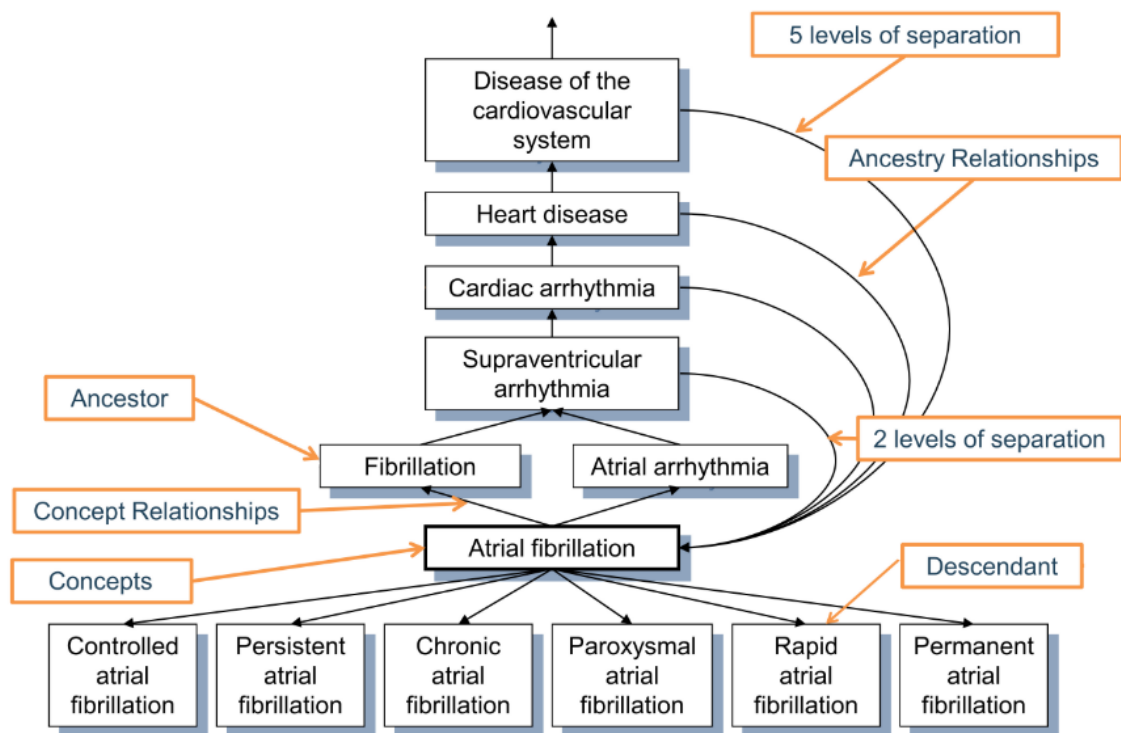 5 levels of separation
Disease of the
cardiovascular
system
Ancestry Relationships
Heart disease
Cardiac arrhythmia
Supraventricular
arrhythmia
Ancestor
2 levels of separation
Fibrillation
Atrial arrhythmia
Concept Relationships
Atrial fibrillation
Concepts
Descendant
Controlled
atrial
fibrillation
Persistent
atrial
fibrillation
Chronic
atrial
fibrillation
Paroxysmal
atrial
fibrillation
Rapid
atrial
fibrillation
Permanent
atrial
fibrillation